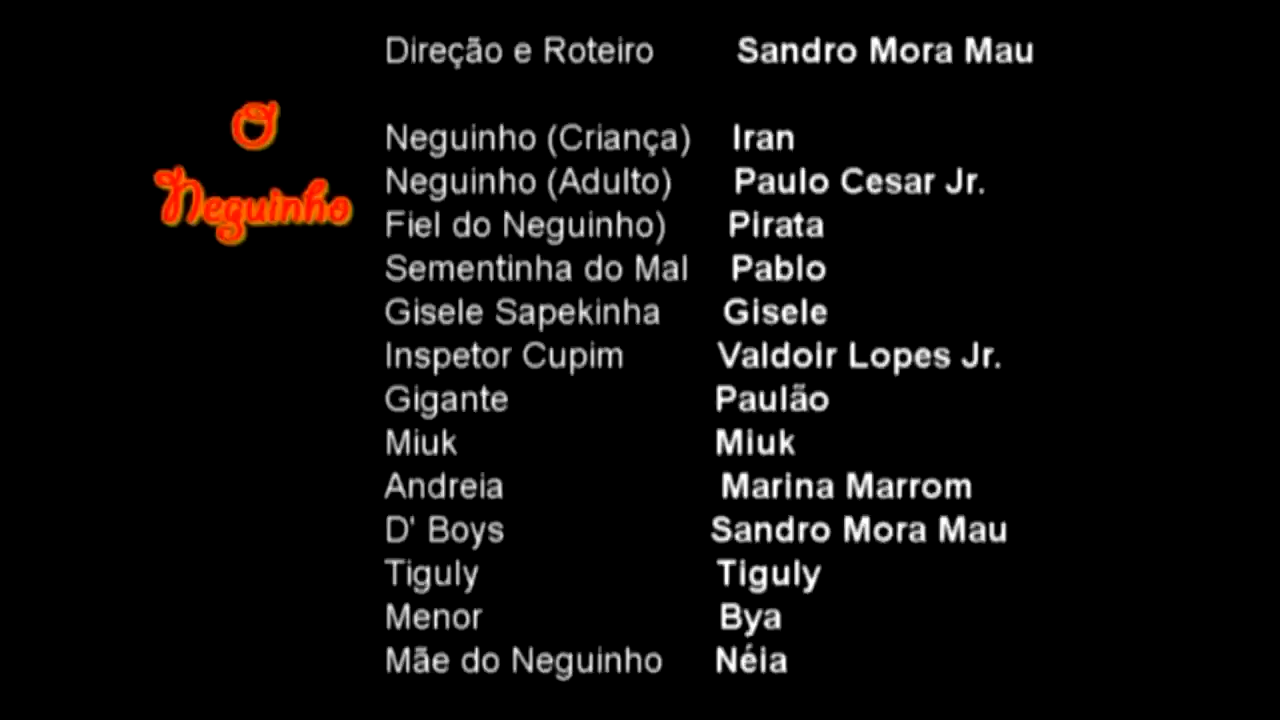 Direção e Roteiro Sandro Mora Mau
O
Neguinho
Neguinho (Criança) Iran
Neguinho (Adulto) Paulo Cesar Jr.
Fiel do Neguinho) Pirata
Sementinha do Mal Pablo
Gisele Sapekinha Gisele
Inspetor Cupim Valdoir Lopes Jr.
Gigante Paulão
Miuk Miuk
Andreia Marina Marrom
D' Boys Sandro Mora Mau
Tiguly Tiguly
Menor Bya
Mãe do Neguinho Néia